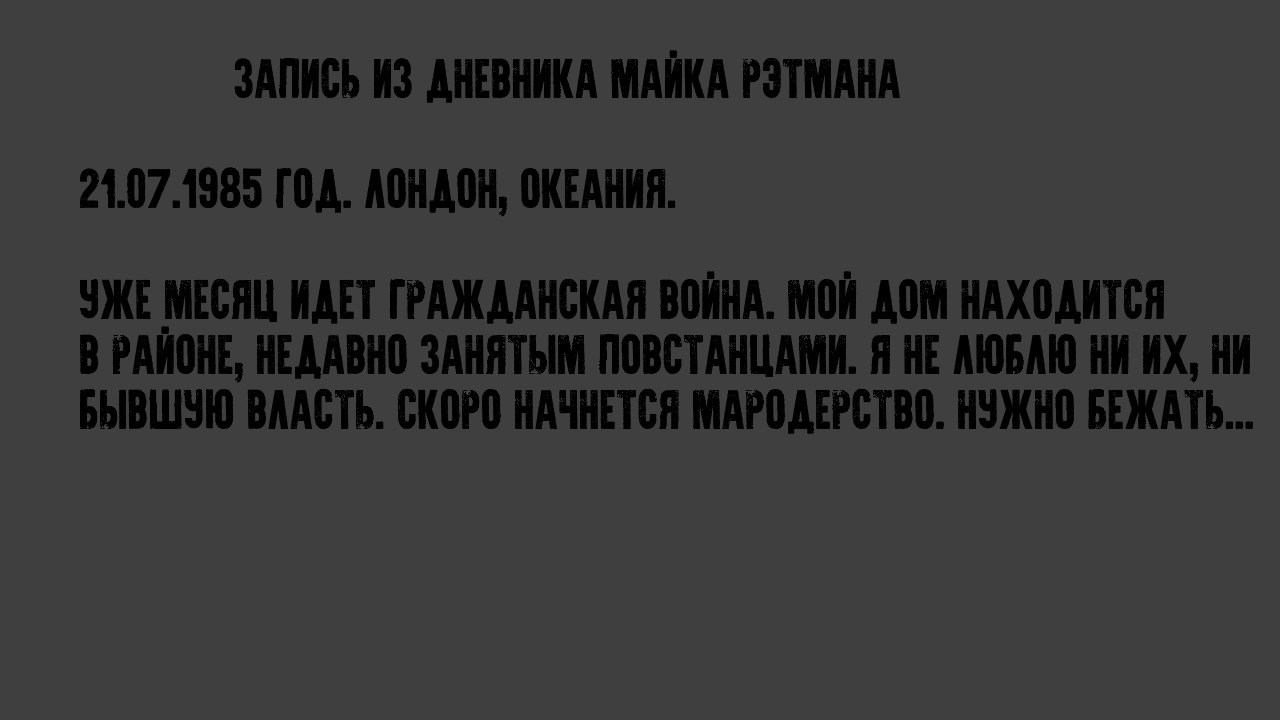 ЗАПИСЬ ИЗ ДНЕВНИКА МАЙКА РЭТМАНА
21.07.1985 ГОД. ЛОНДОН, ОКЕАНИЯ.
УЖЕ МЕСЯЦ ИДЕТ ГРАЖДАНСКАЯ ВОЙНА. МОЙ ДОМ НАХОДИТСЯ
В РАЙОНЕ, НЕДАВНО ЗАНЯТЫМ ПОВСТАНЦАМИ. Я НЕ ЛЮБЛЮ НИ ИХ, НИ
БЫВШУЮ ВЛАСТЬ. СКОРО НАЧНЕТСЯ МАРОДЕРСТВО. НУЖНО БЕЖАТЬ...